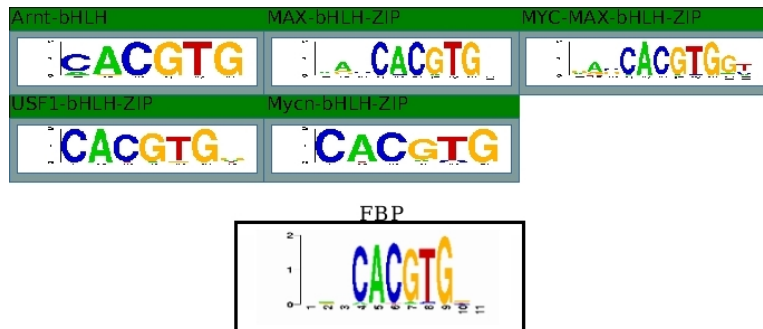 Arnt-bHLH MAX-bHLH-ZIP MYC-MAX-bHLH-ZIP
CACGTG A CACGTG A CACGTGGT
USF1-bHLH-ZIP Mycn-bHLH-ZIP
CACGTG CACGTG
FBP
2
1
0
CACGTG
1 2 3 4 5 6 7 8 9 10 11